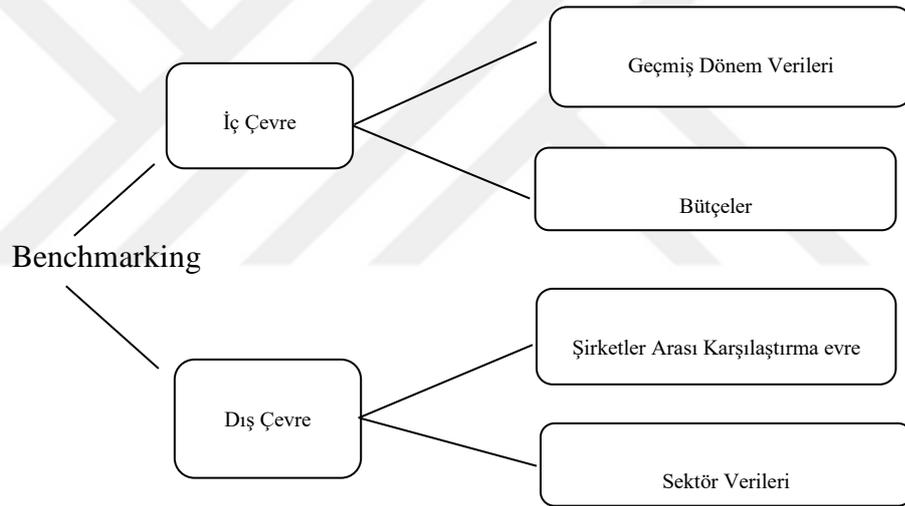 Geçmiş Dönem Verileri
İç Çevre
Bütçeler
Benchmarking
Şirketler Arası Karşılaştırma evre
Dış Çevre
Sektör Verileri